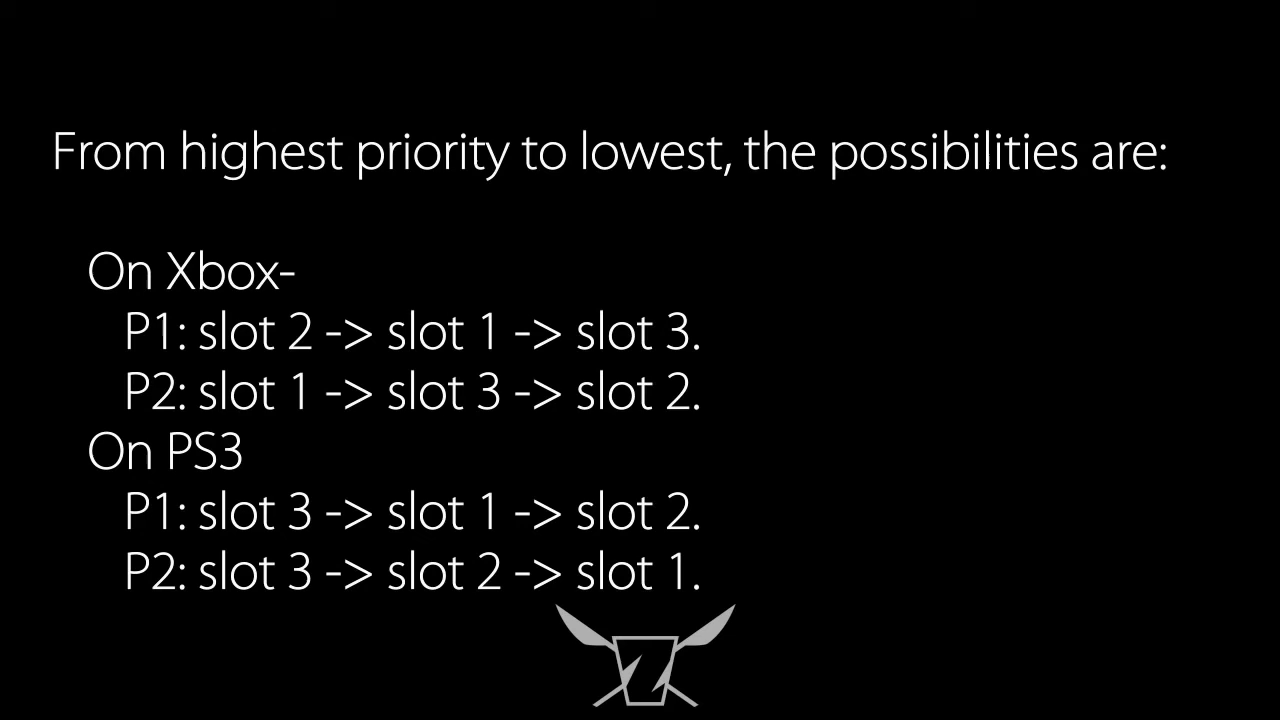 From highest priority to lowest, the possibilities are:
On Xbox-
P1: slot 2 -> slot 1 -> slot 3.
P2: slot 1 -> slot 3 -> slot 2.
On PS3
P1: slot 3 -> slot 1 -> slot 2.
P2: slot 3 -> slot 2 -> slot 1.